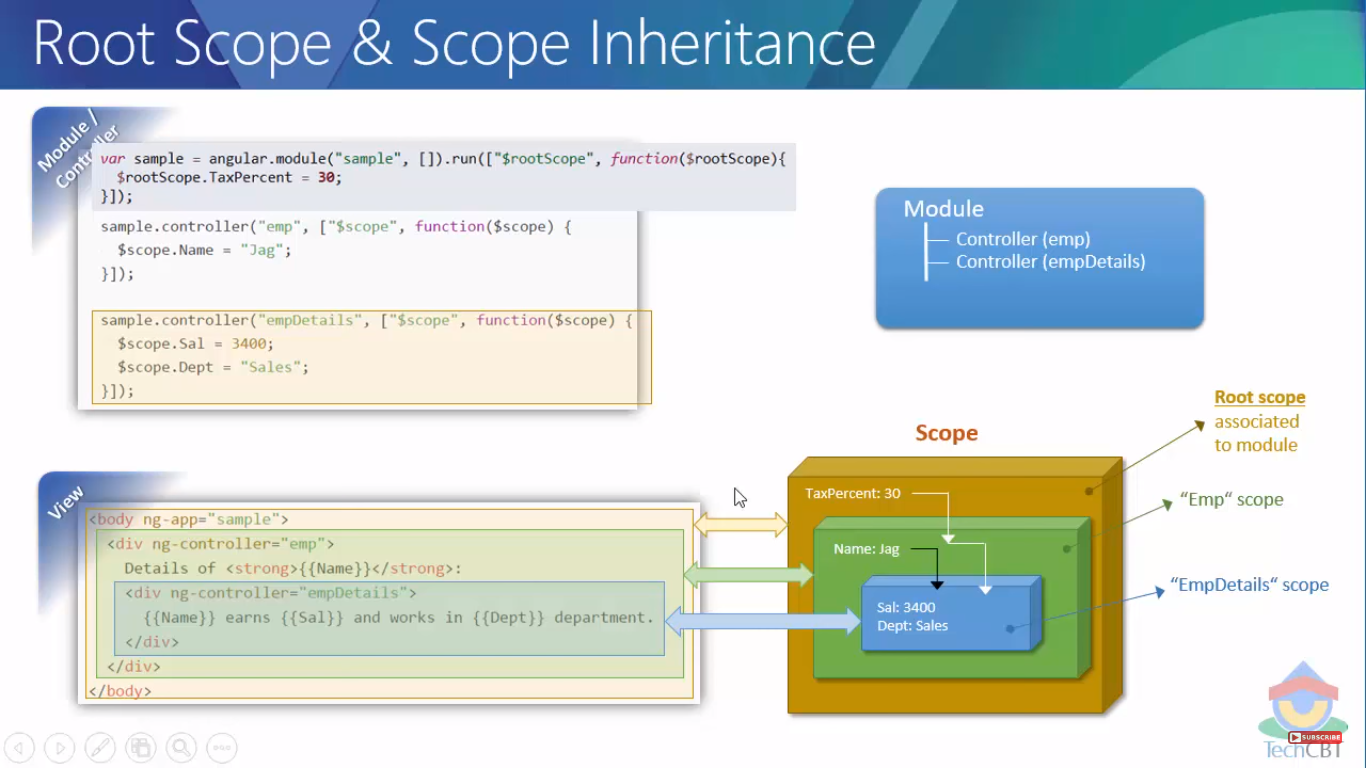 Root Scope & Scope Inheritance
Module /
Controller
var sample = angular.module("sample", []).run(["$rootScope", function($rootScope){
$rootScope.TaxPercent = 30;
}]);
sample.controller("emp", ["$scope", function($scope) {
$scope.Name = "Jag";
}]);
sample.controller("empDetails", ["$scope", function($scope) {
$scope.Sal = 3400;
$scope.Dept = "Sales";
}]);
Module
Controller (emp)
Controller (empDetails)
View
<body ng-app="sample">
<div ng-controller="emp">
Details of <strong>{{Name}}</strong>:
<div ng-controller="empDetails">
{{Name}} earns {{Sal}} and works in {{Dept}} department.
</div>
</div>
</body>
Scope
TaxPercent: 30
Name: Jag
Sal: 3400
Dept: Sales
Root scope
associated
to module
“Emp“ scope
“EmpDetails“ scope
SUBSCRIBE
TechCBT